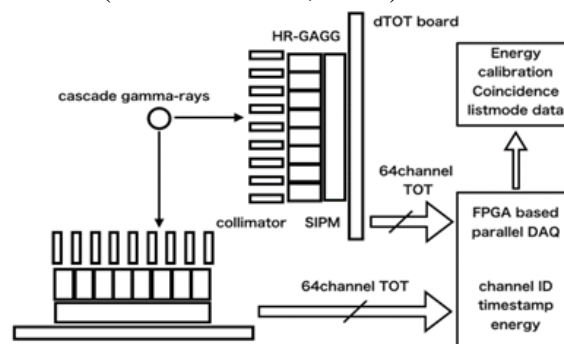 dTOT board
HR-GAGG
Energy
calibration
Coincidence
listmode data
cascade gamma-rays
64channel
TOT
collimator
SIPM
FPGA based
parallel DAQ
64channel TOT
channel ID
timestamp
energy